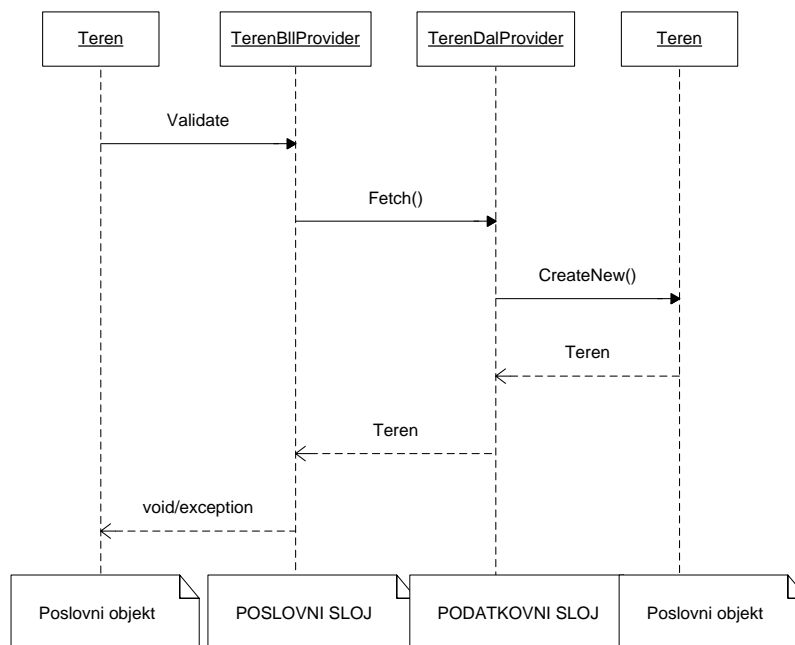 Teren
TerenBllProvider
TerenDalProvider
Teren
Validate
Fetch()
CreateNew()
Teren
Teren
void/exception
Poslovni objekt
POSLOVNI SLOJ
PODATKOVNI SLOJ
Poslovni objekt